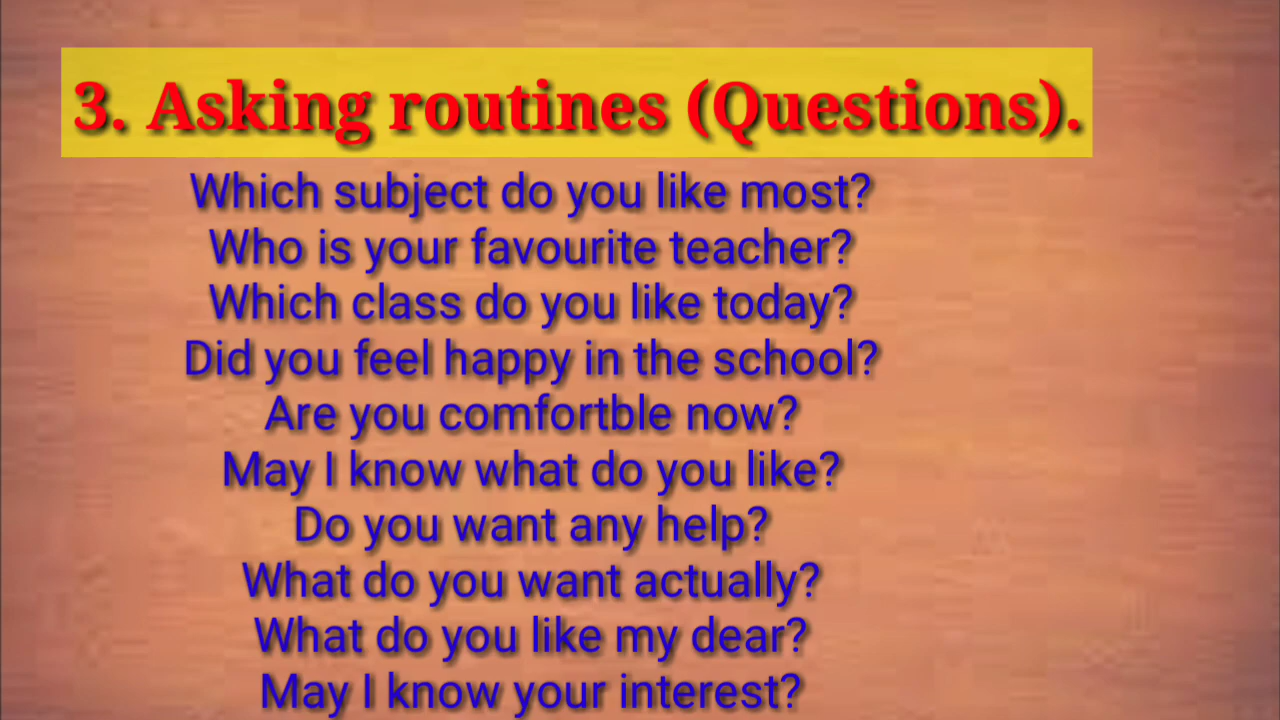 3. Asking routines (Questions).
Which subject do you like most?
Who is your favourite teacher?
Which class do you like today?
Did you feel happy in the school?
Are you comfortble now?
May I know what do you like?
Do you want any help?
What do you want actually?
What do you like my dear?
May I know your interest?